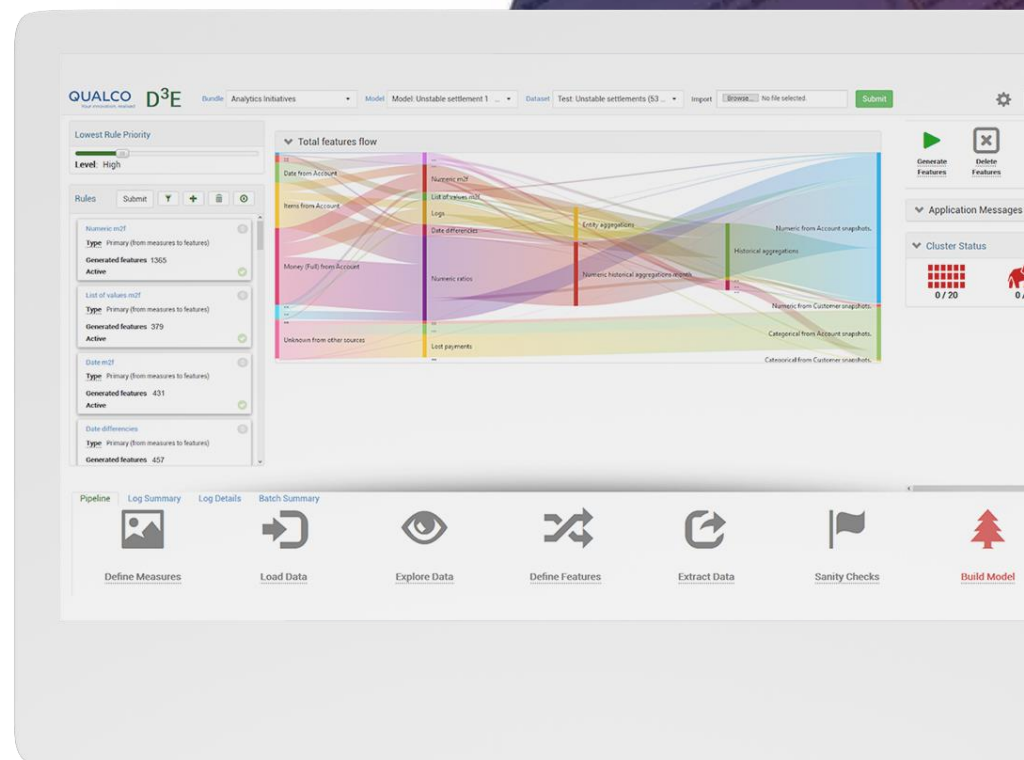 QUALCO
Your innovation, realised
D³E
Bundle Analytics Initiatives
Model Model: Unstable settlement 1 ...
Dataset Test: Unstable settlements (53 ...
Import Browse... No file selected.
Submit
Lowest Rule Priority
Level: High
Rules Submit
Numeric m2f
Type Primary (from measures to features)
Generated features 1365
Active
List of values m2f
Type Primary (from measures to features)
Generated features 379
Active
Date m2f
Type Primary (from measures to features)
Generated features 431
Active
Date differencies
Type Primary (from measures to features)
Generated features 457
Total features flow
Date from Account
Items from Account
Money (Full) from Account
Unknown from other sources
Numeric m2f
List of values m2f
Logs
Date differencies
Numeric ratios
Lost payments
Entity aggregations
Numeric historical aggregations-month
Historical aggregations
Numeric from Account snapshots.
Numeric from Customer snapshots.
Categorical from Account snapshots.
Categorical from Customer snapshots.
Generate Features
Delete Features
Application Messages
Cluster Status
0 / 20
0/
Pipeline Log Summary Log Details Batch Summary
Define Measures
Load Data
Explore Data
Define Features
Extract Data
Sanity Checks
Build Model